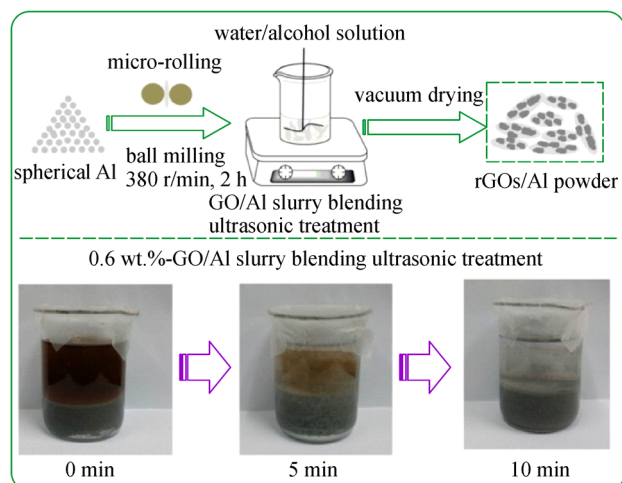 water/alcohol solution
micro-rolling
vacuum drying
spherical Al
ball milling
380 r/min, 2 h
rGOs/Al powder
GO/Al slurry blending
ultrasonic treatment
0.6 wt.%-GO/Al slurry blending ultrasonic treatment
0 min
5 min
10 min